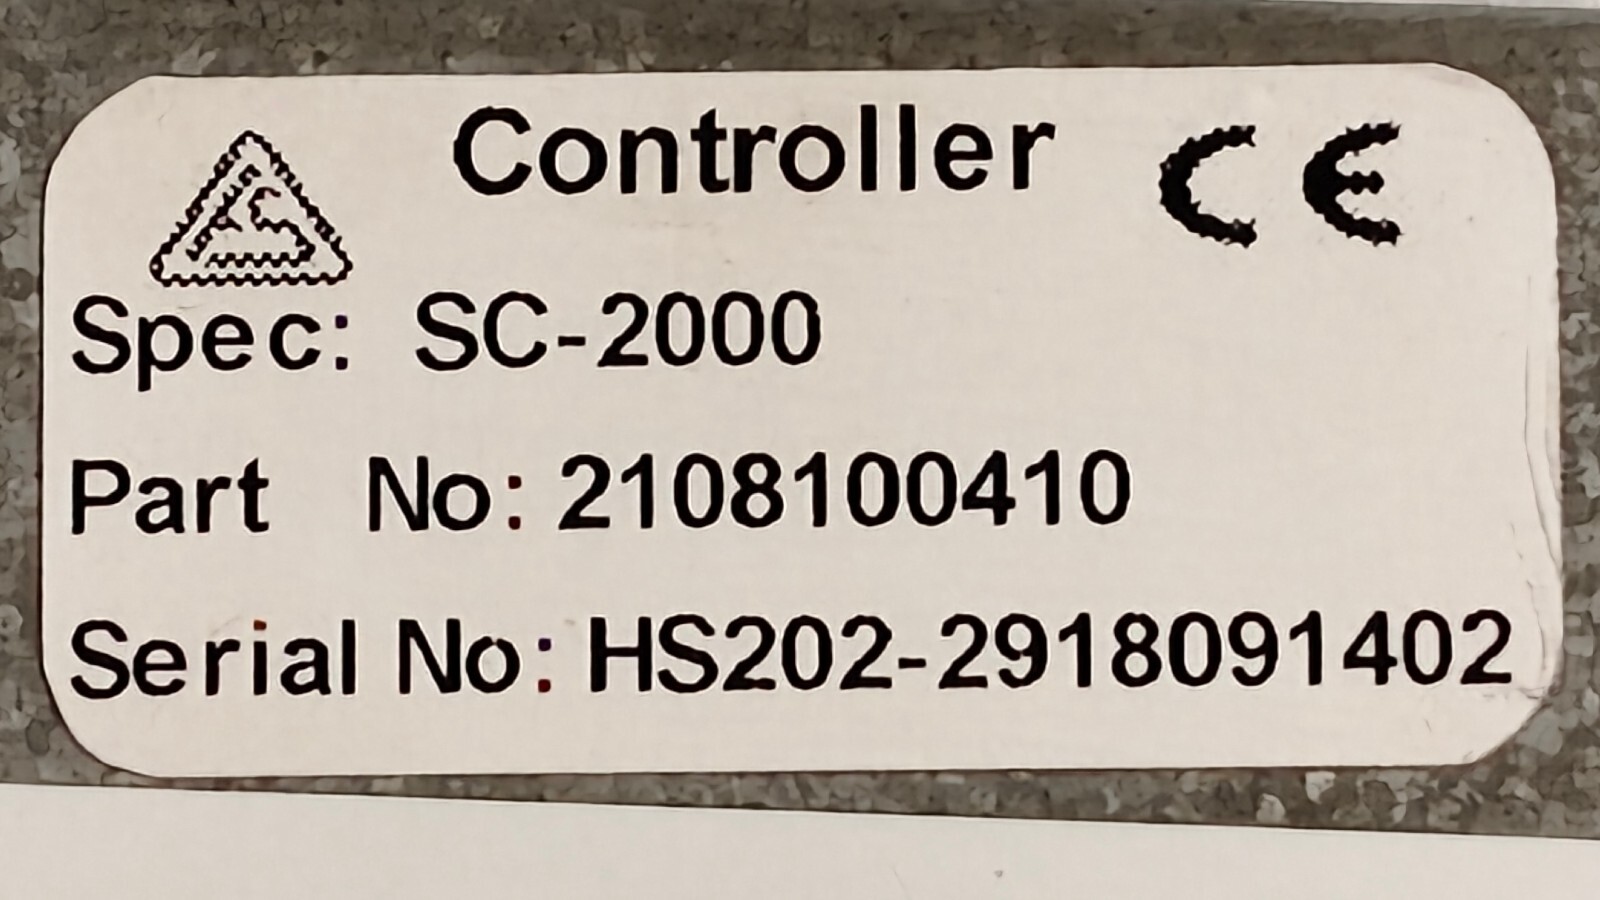 Controller CE
Spec: SC-2000
Part No: 2108100410
Serial No: HS202-2918091402